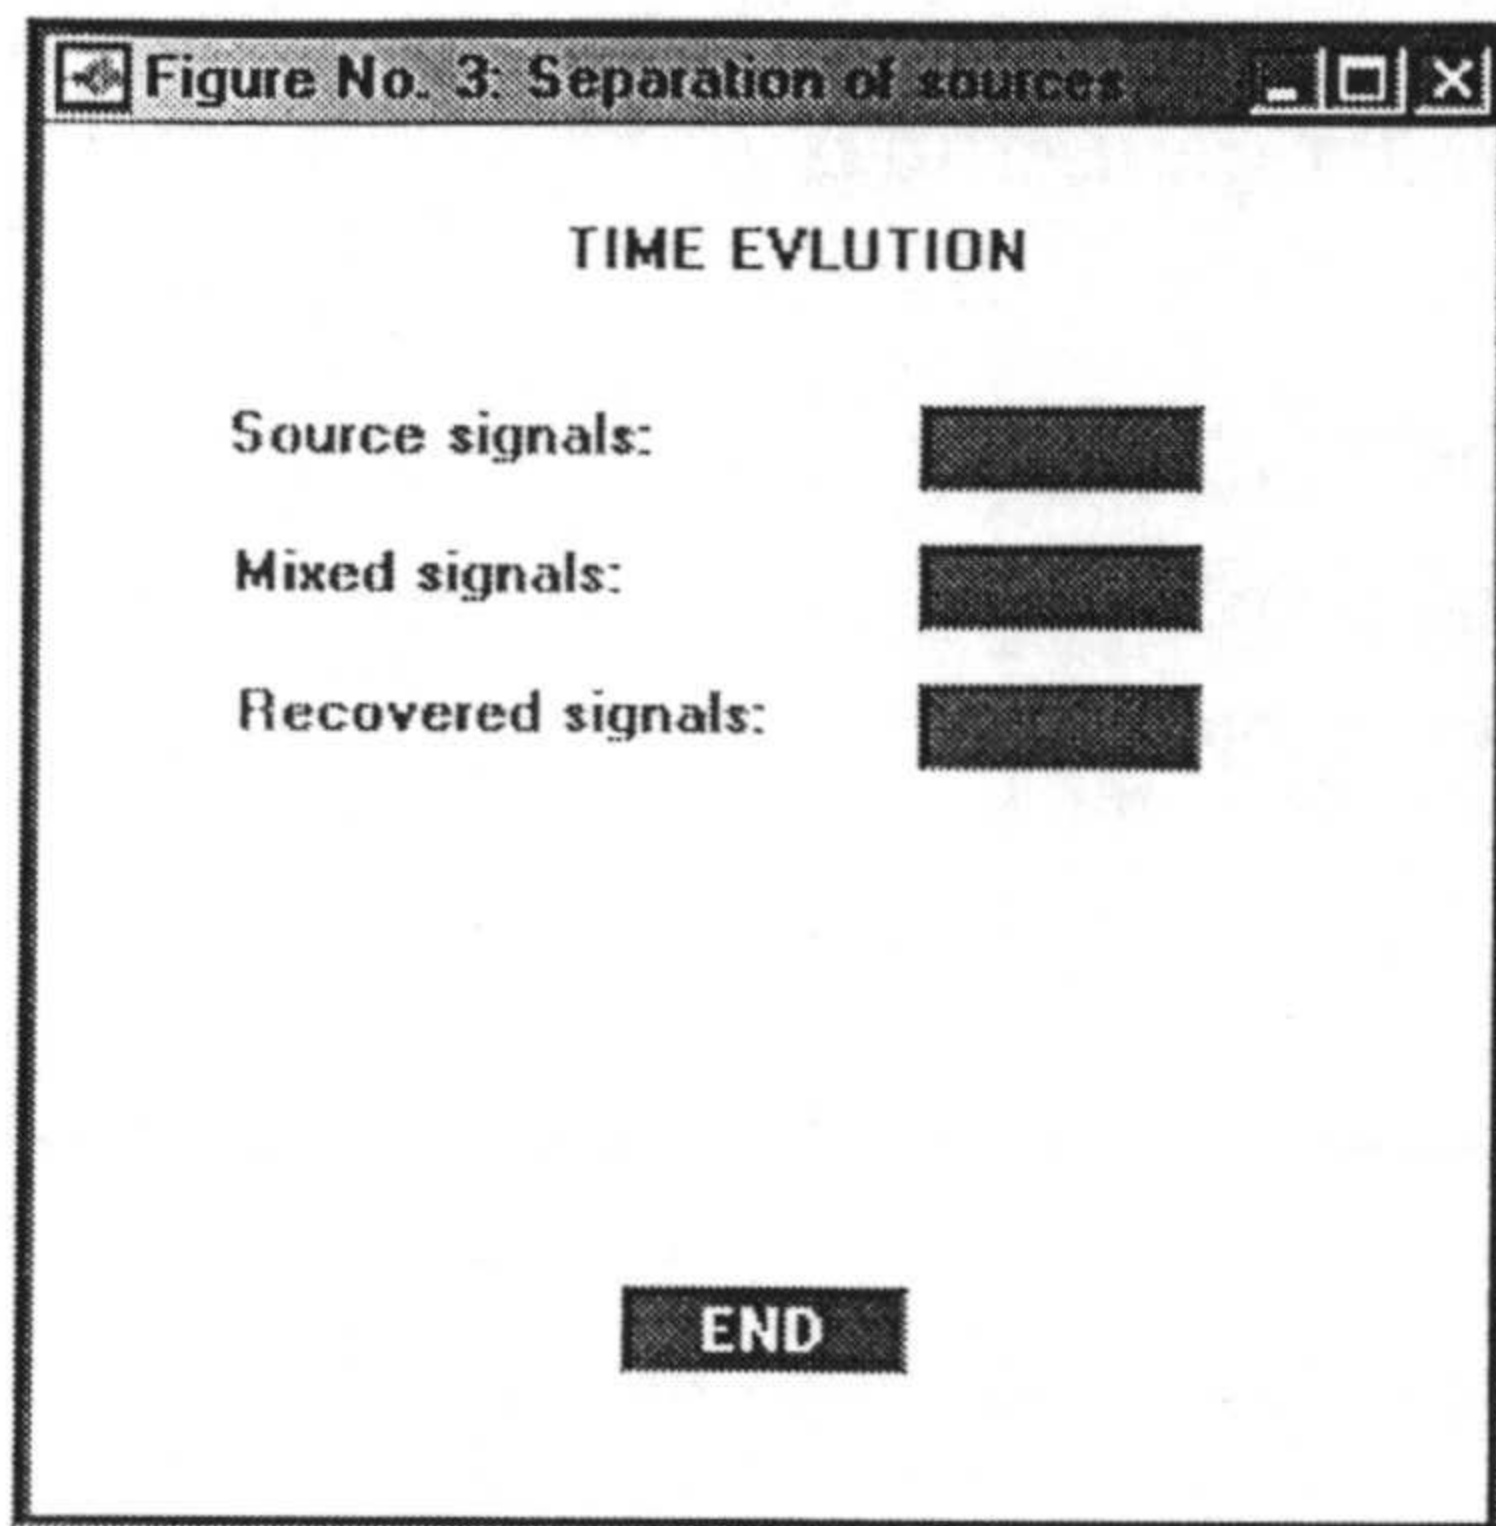 Figure No. 3: Separation of sources
TIME EVLUTION
Source signals:
Mixed signals:
Recovered signals:
END